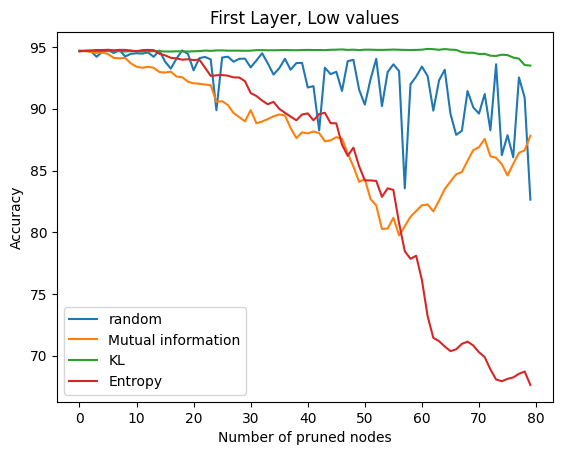 First Layer, Low values
Accuracy
95
90
85
80
75
70
random
Mutual information
KL
Entropy
0 10 20 30 40 50 60 70 80
Number of pruned nodes